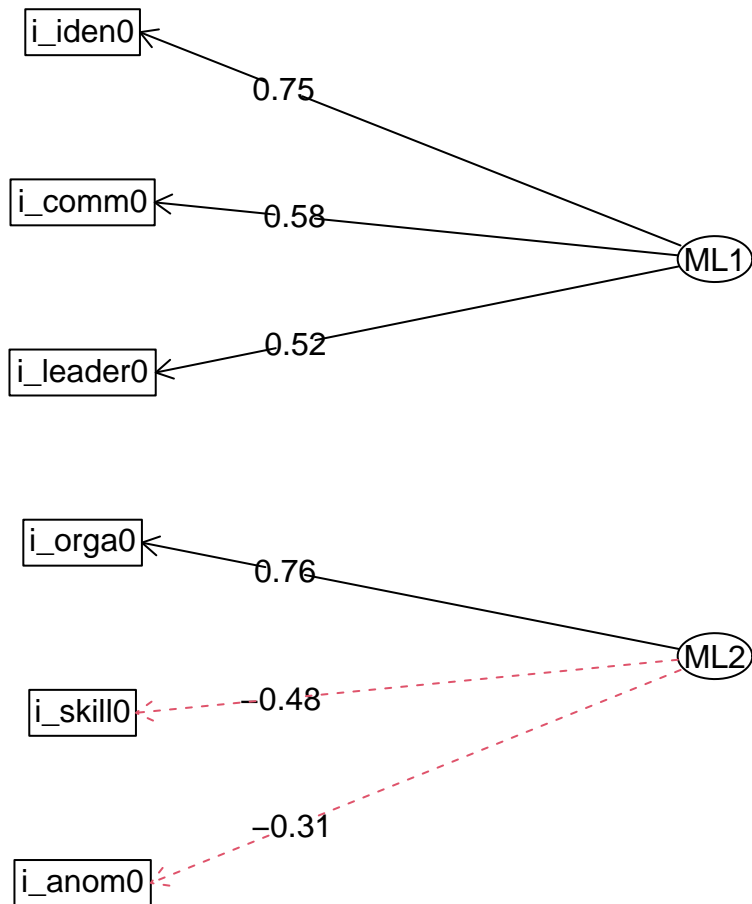 i_iden0
0.75
i_comm0
0.58
ML1
i_leader0
0.52
i_orga0
0.76
ML2
i_skill0
−0.48
−0.31
i_anom0